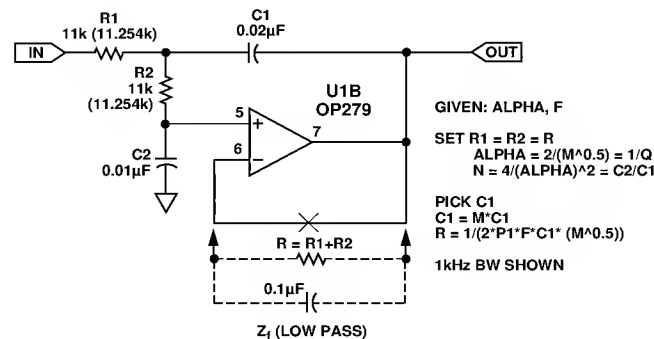 R1
11k (11.254k)
C1
0.02µF
IN
OUT
R2
11k
(11.254k)
U1B
OP279
5
+
7
6
−
C2
0.01µF
GIVEN: ALPHA, F
SET R1 = R2 = R
ALPHA = 2/(M^0.5) = 1/Q
N = 4/(ALPHA)^2 = C2/C1
PICK C1
C1 = M*C1
R = 1/(2*P1*F*C1* (M^0.5))
1kHz BW SHOWN
R = R1+R2
0.1µF
Zf (LOW PASS)